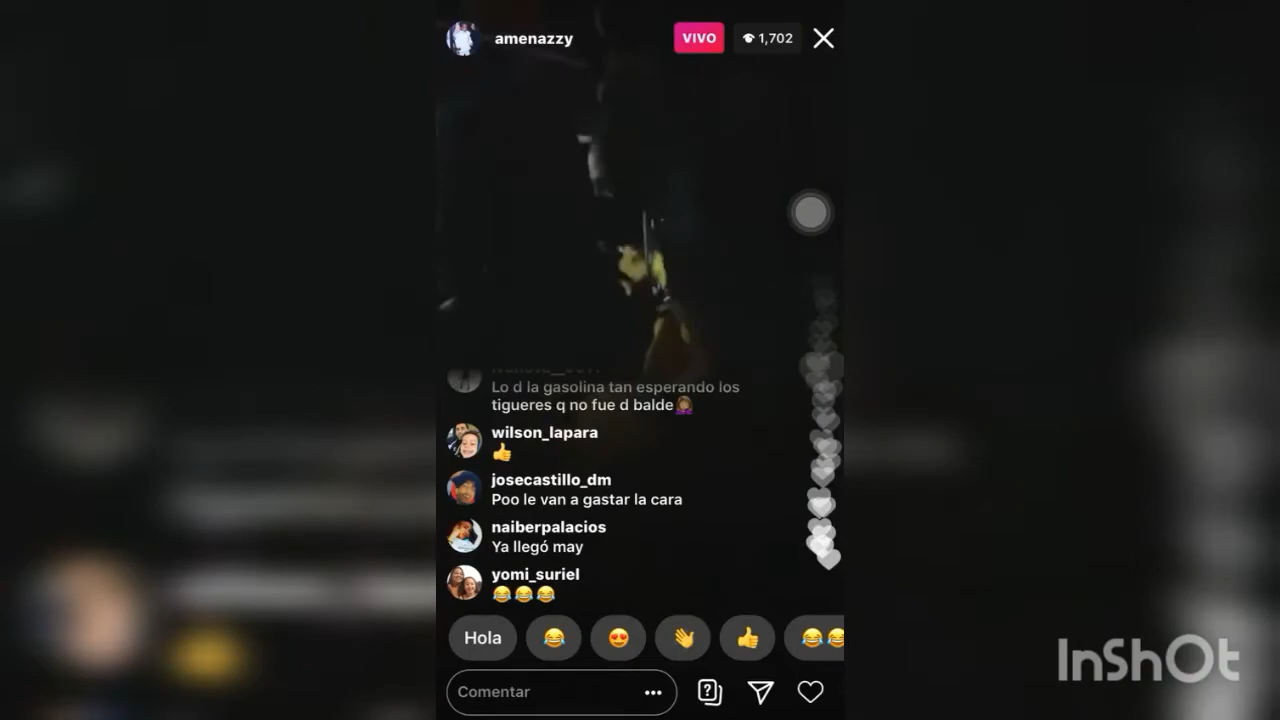 amenazzy
VIVO
1,702
Lo d la gasolina tan esperando los
tigueres q no fue d balde🤦🏽‍♀️
wilson_lapara
👍
josecastillo_dm
Poo le van a gastar la cara
naiberpalacios
Ya llegó may
yomi_suriel
😂😂😂
Hola 😂 😍 👋 👍 😂😂
Comentar
InShOt